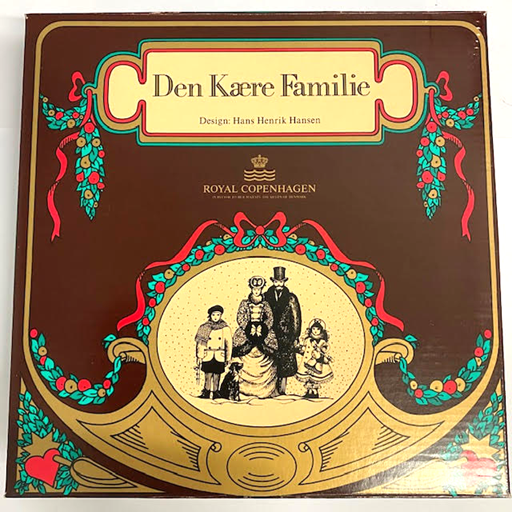 Den Kære Familie
Design: Hans Henrik Hansen
ROYAL COPENHAGEN